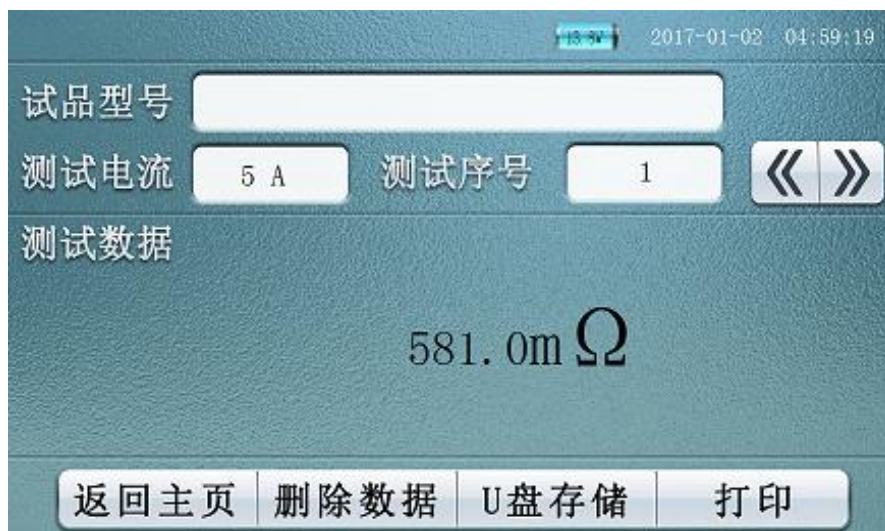 2017-01-02 04:59:19
试品型号
测试电流 5 A 测试序号 1
测试数据
581.0mΩ
返回主页 删除数据 U盘存储 打印